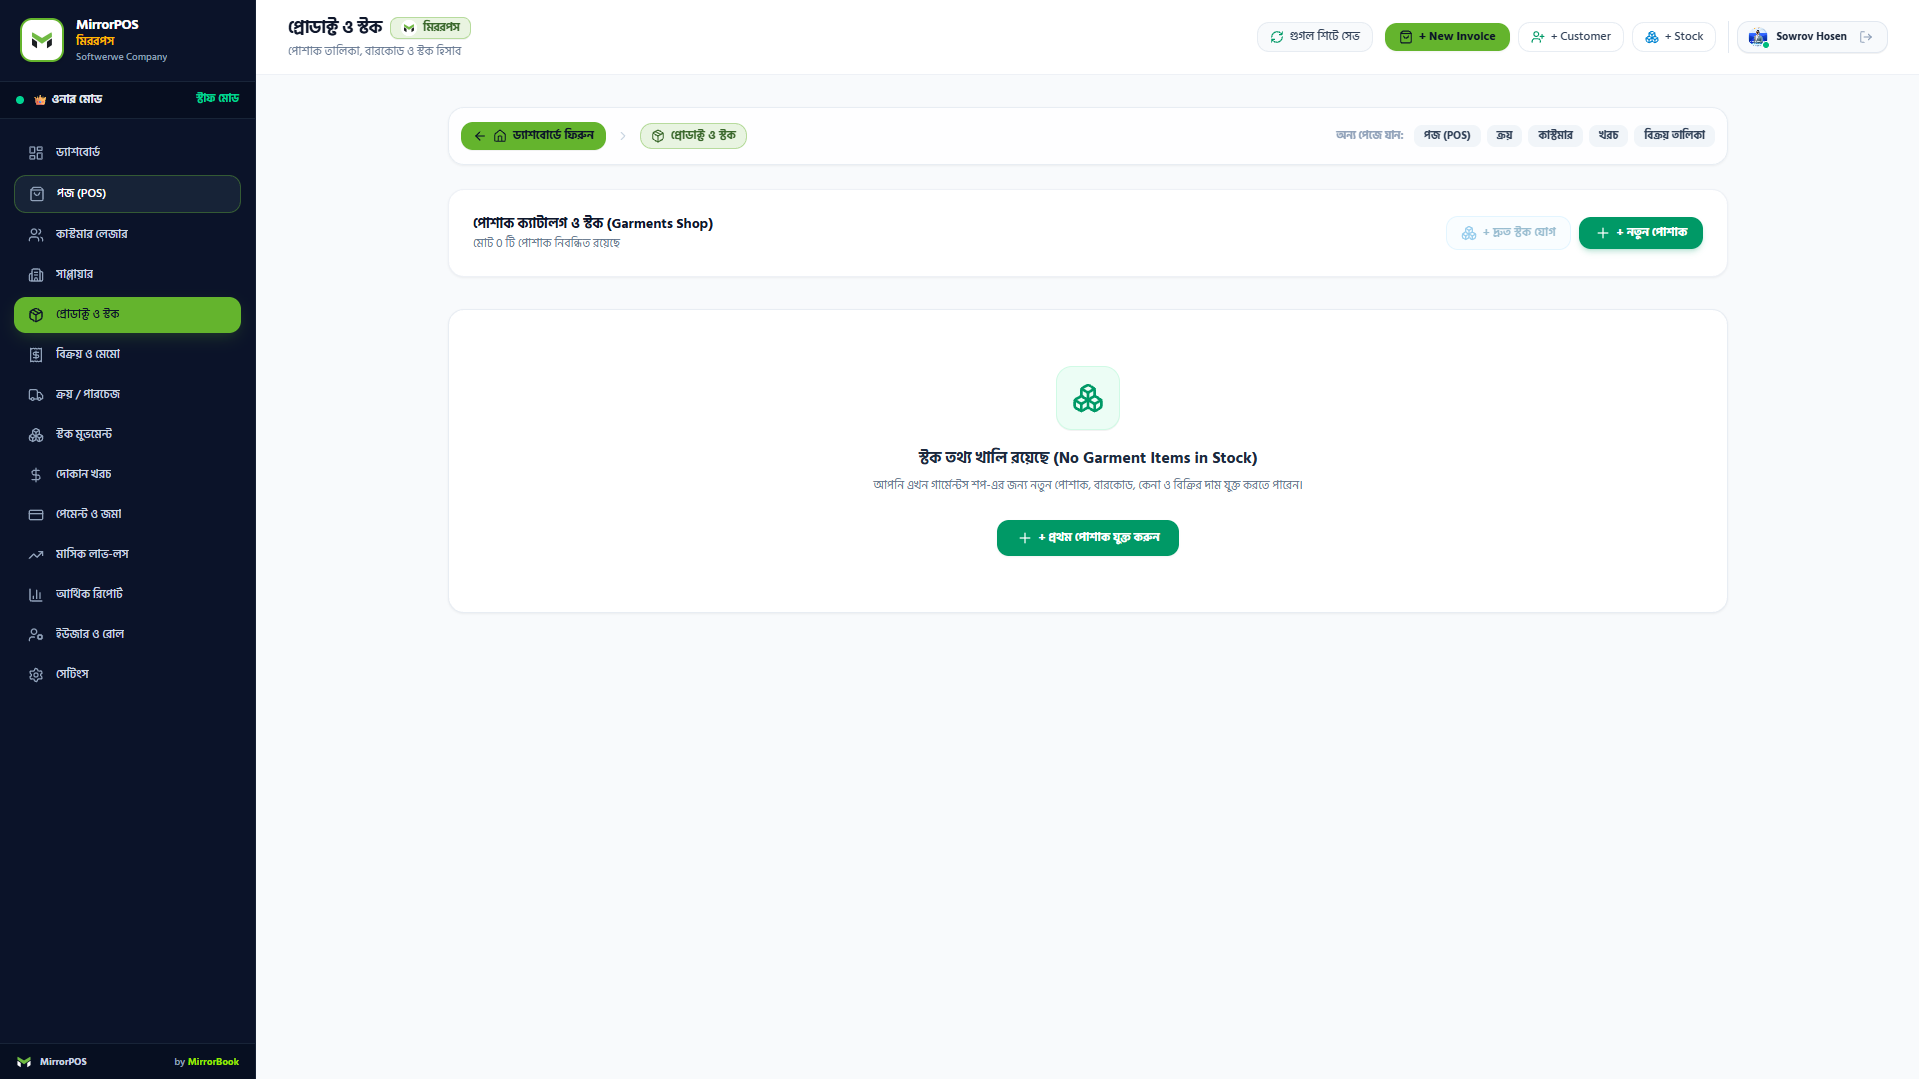 MirrorPOS
মিররপস
Softwerwe Company
ওনার মোড
স্টাফ মোড
ড্যাশবোর্ড
পজ (POS)
কাস্টমার লেজার
সাপ্লায়ার
প্রোডাক্ট ও স্টক
বিক্রয় ও মেমো
ক্রয় / পারচেজ
স্টক মুভমেন্ট
দোকান খরচ
পেমেন্ট ও জমা
মাসিক লাভ-লস
আর্থিক রিপোর্ট
ইউজার ও রোল
সেটিংস
MirrorPOS
by MirrorBook
প্রোডাক্ট ও স্টক
মিররপস
পোশাক তালিকা, বারকোড ও স্টক হিসাব
গুগল শিটে সেভ
+ New Invoice
+ Customer
+ Stock
Sowrov Hosen
ড্যাশবোর্ডে ফিরুন
প্রোডাক্ট ও স্টক
অন্য পেজে যান:
পজ (POS)
ক্রয়
কাস্টমার
খরচ
বিক্রয় তালিকা
পোশাক ক্যাটালগ ও স্টক (Garments Shop)
মোট 0 টি পোশাক নিবন্ধিত রয়েছে
+ দ্রুত স্টক যোগ
+ নতুন পোশাক
স্টক তথ্য খালি রয়েছে (No Garment Items in Stock)
আপনি এখন গার্মেন্টস শপ-এর জন্য নতুন পোশাক, বারকোড, কেনা ও বিক্রির দাম যুক্ত করতে পারেন।
+ প্রথম পোশাক যুক্ত করুন